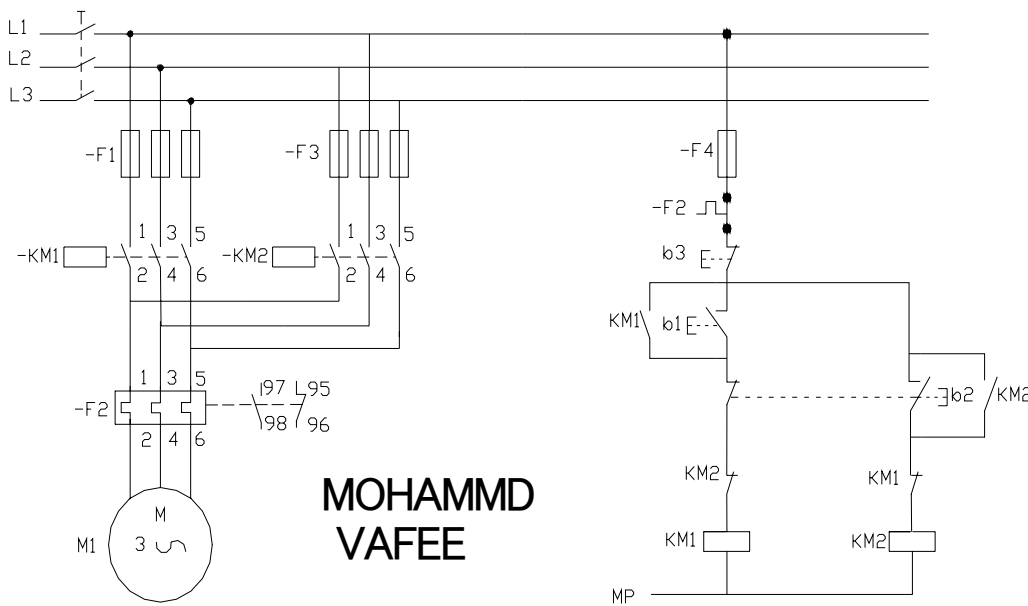 L1
L2
L3
-F1
-F3
-F4
-F2
1 3 5
1 3 5
-KM1
-KM2
2 4 6
2 4 6
b3
KM1
b1
1 3 5
97 95
-F2
98 96
b2
KM2
2 4 6
KM2
KM1
MOHAMMD
VAFEE
M
M1
3
KM1
KM2
MP